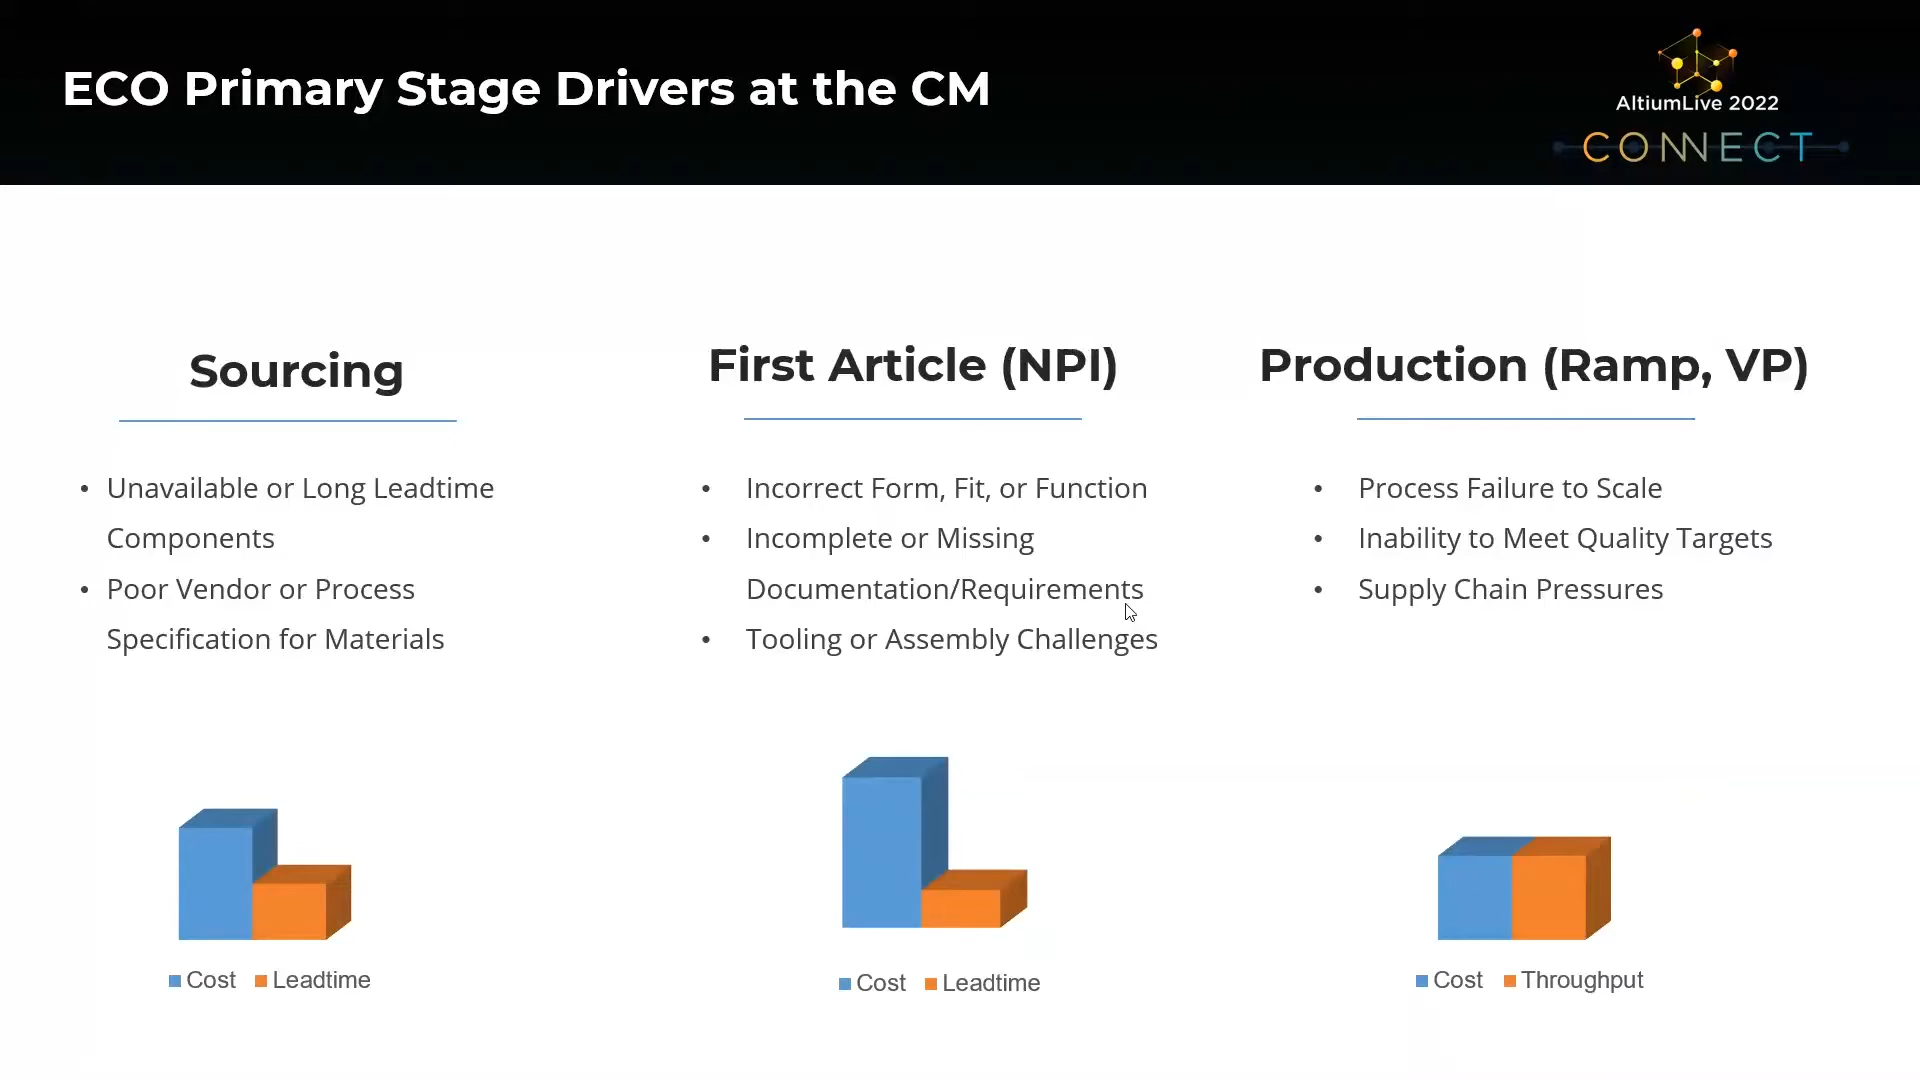 ECO Primary Stage Drivers at the CM
AltiumLive 2022
CONNECT
Sourcing
• Unavailable or Long Leadtime
Components
• Poor Vendor or Process
Specification for Materials
First Article (NPI)
• Incorrect Form, Fit, or Function
• Incomplete or Missing
Documentation/Requirements
• Tooling or Assembly Challenges
Production (Ramp, VP)
• Process Failure to Scale
• Inability to Meet Quality Targets
• Supply Chain Pressures
Cost Leadtime
Cost Leadtime
Cost Throughput